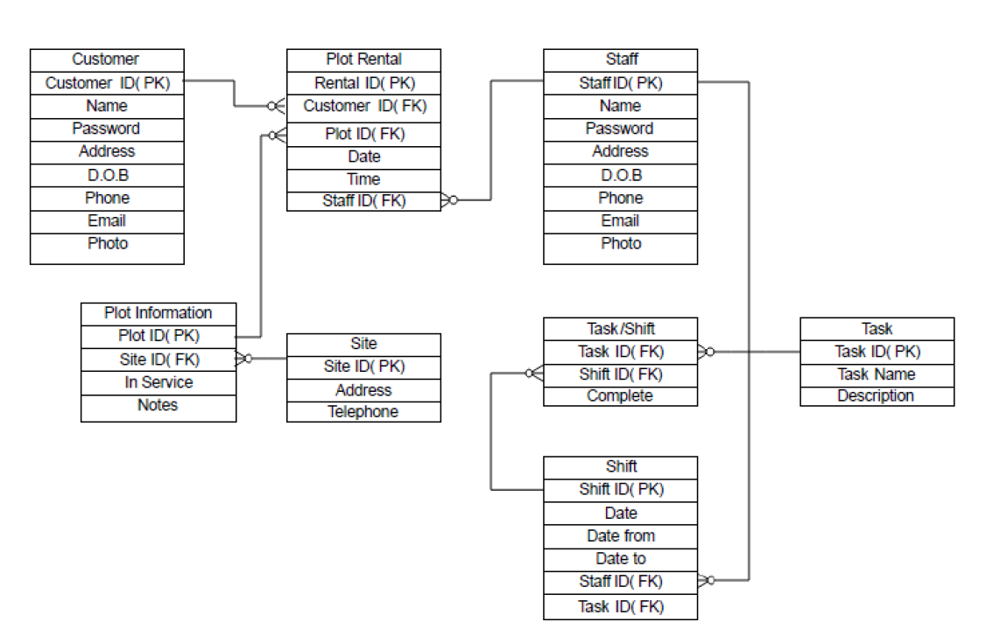 Customer
Customer ID( PK)
Name
Password
Address
D.O.B
Phone
Email
Photo
Plot Rental
Rental ID( PK)
Customer ID( FK)
Plot ID( FK)
Date
Time
Staff ID( FK)
Staff
Staff ID( PK)
Name
Password
Address
D.O.B
Phone
Email
Photo
Plot Information
Plot ID( PK)
Site ID( FK)
In Service
Notes
Site
Site ID( PK)
Address
Telephone
Task/Shift
Task ID( FK)
Shift ID( FK)
Complete
Task
Task ID( PK)
Task Name
Description
Shift
Shift ID( PK)
Date
Date from
Date to
Staff ID( FK)
Task ID( FK)